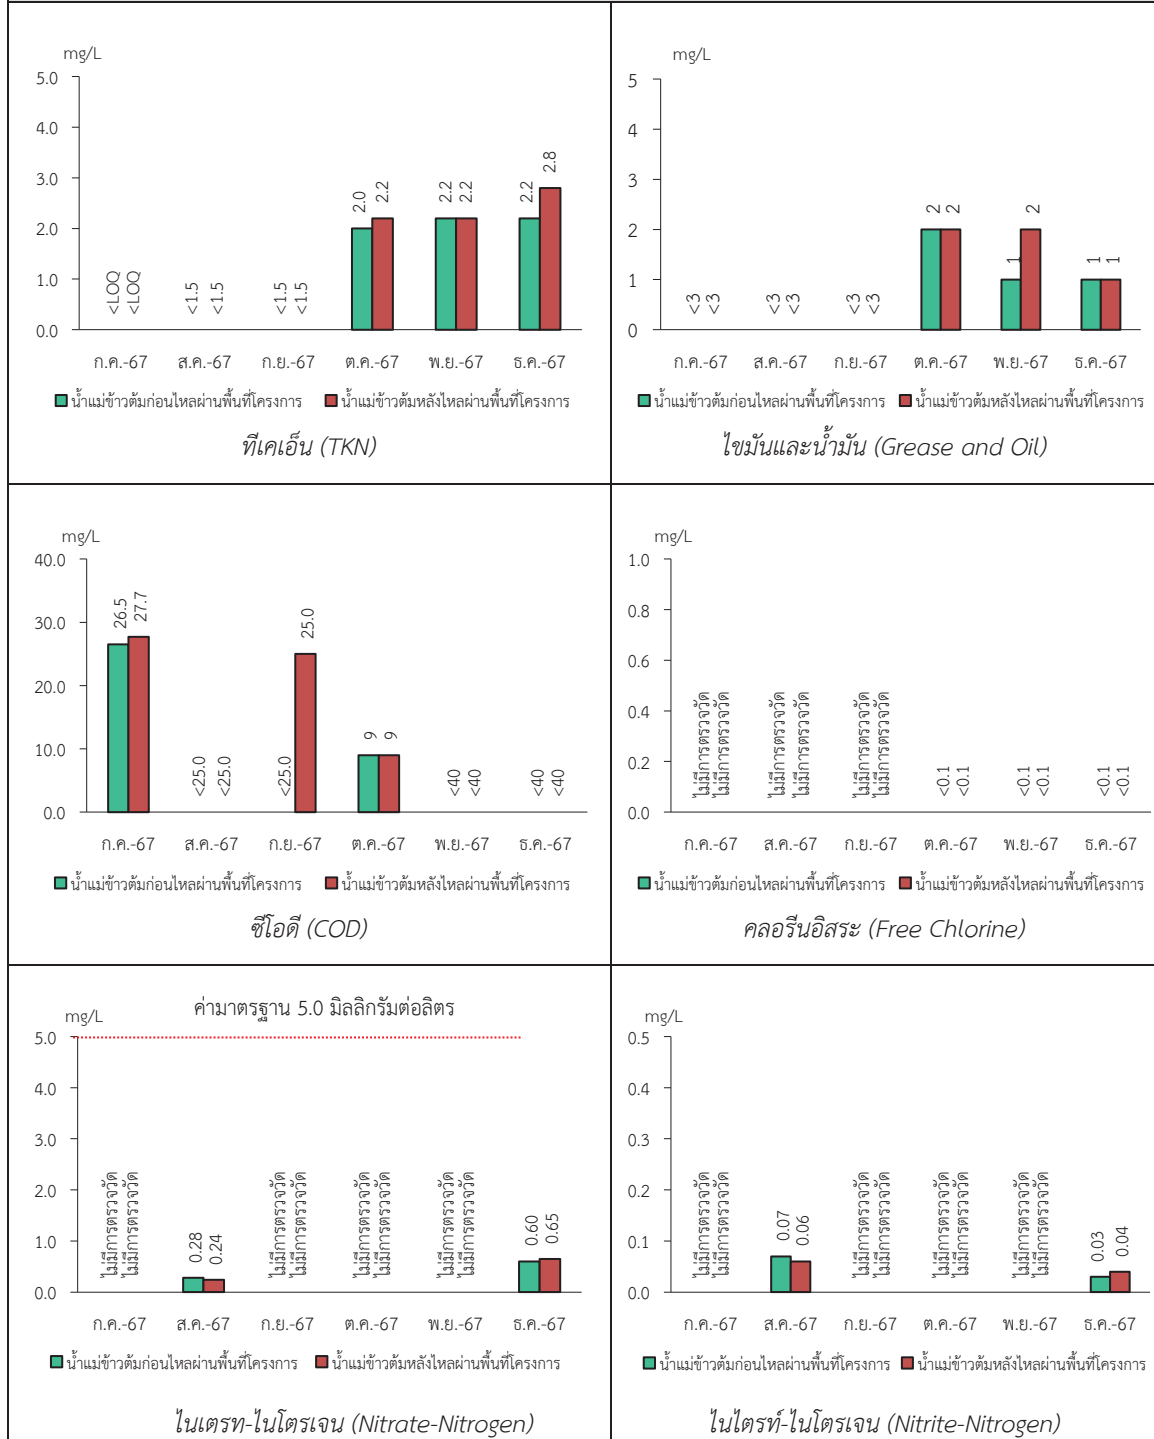 mg/L
5.0
4.0
3.0
2.0
1.0
0.0
<LOQ <LOQ <1.5 <1.5 <1.5 <1.5 2.0 2.2 2.2 2.2 2.2 2.8
ก.ค.-67 ส.ค.-67 ก.ย.-67 ต.ค.-67 พ.ย.-67 ธ.ค.-67
น้ำแม่ข้าวต้มก่อนไหลผ่านพื้นที่โครงการ น้ำแม่ข้าวต้มหลังไหลผ่านพื้นที่โครงการ
ทีเคเอ็น (TKN)
mg/L
5
4
3
2
1
0
<3 <3 <3 <3 <3 <3 2 2 1 2 1 1
ก.ค.-67 ส.ค.-67 ก.ย.-67 ต.ค.-67 พ.ย.-67 ธ.ค.-67
น้ำแม่ข้าวต้มก่อนไหลผ่านพื้นที่โครงการ น้ำแม่ข้าวต้มหลังไหลผ่านพื้นที่โครงการ
ไขมันและน้ำมัน (Grease and Oil)
mg/L
40.0
30.0
20.0
10.0
0.0
26.5 27.7 <25.0 <25.0 <25.0 25.0 9 9 <40 <40 <40 <40
ก.ค.-67 ส.ค.-67 ก.ย.-67 ต.ค.-67 พ.ย.-67 ธ.ค.-67
น้ำแม่ข้าวต้มก่อนไหลผ่านพื้นที่โครงการ น้ำแม่ข้าวต้มหลังไหลผ่านพื้นที่โครงการ
ซีโอดี (COD)
mg/L
1.0
0.8
0.6
0.4
0.2
0.0
ไม่มีการตรวจวัด ไม่มีการตรวจวัด ไม่มีการตรวจวัด ไม่มีการตรวจวัด ไม่มีการตรวจวัด ไม่มีการตรวจวัด <0.1 <0.1 <0.1 <0.1 <0.1 <0.1
ก.ค.-67 ส.ค.-67 ก.ย.-67 ต.ค.-67 พ.ย.-67 ธ.ค.-67
น้ำแม่ข้าวต้มก่อนไหลผ่านพื้นที่โครงการ น้ำแม่ข้าวต้มหลังไหลผ่านพื้นที่โครงการ
คลอรีนอิสระ (Free Chlorine)
ค่ามาตรฐาน 5.0 มิลลิกรัมต่อลิตร
mg/L
5.0
4.0
3.0
2.0
1.0
0.0
ไม่มีการตรวจวัด ไม่มีการตรวจวัด 0.28 0.24 ไม่มีการตรวจวัด ไม่มีการตรวจวัด ไม่มีการตรวจวัด ไม่มีการตรวจวัด ไม่มีการตรวจวัด ไม่มีการตรวจวัด 0.60 0.65
ก.ค.-67 ส.ค.-67 ก.ย.-67 ต.ค.-67 พ.ย.-67 ธ.ค.-67
น้ำแม่ข้าวต้มก่อนไหลผ่านพื้นที่โครงการ น้ำแม่ข้าวต้มหลังไหลผ่านพื้นที่โครงการ
ไนเตรท-ไนโตรเจน (Nitrate-Nitrogen)
mg/L
0.5
0.4
0.3
0.2
0.1
0.0
ไม่มีการตรวจวัด ไม่มีการตรวจวัด 0.07 0.06 ไม่มีการตรวจวัด ไม่มีการตรวจวัด ไม่มีการตรวจวัด ไม่มีการตรวจวัด ไม่มีการตรวจวัด ไม่มีการตรวจวัด 0.03 0.04
ก.ค.-67 ส.ค.-67 ก.ย.-67 ต.ค.-67 พ.ย.-67 ธ.ค.-67
น้ำแม่ข้าวต้มก่อนไหลผ่านพื้นที่โครงการ น้ำแม่ข้าวต้มหลังไหลผ่านพื้นที่โครงการ
ไนไตรท์-ไนโตรเจน (Nitrite-Nitrogen)